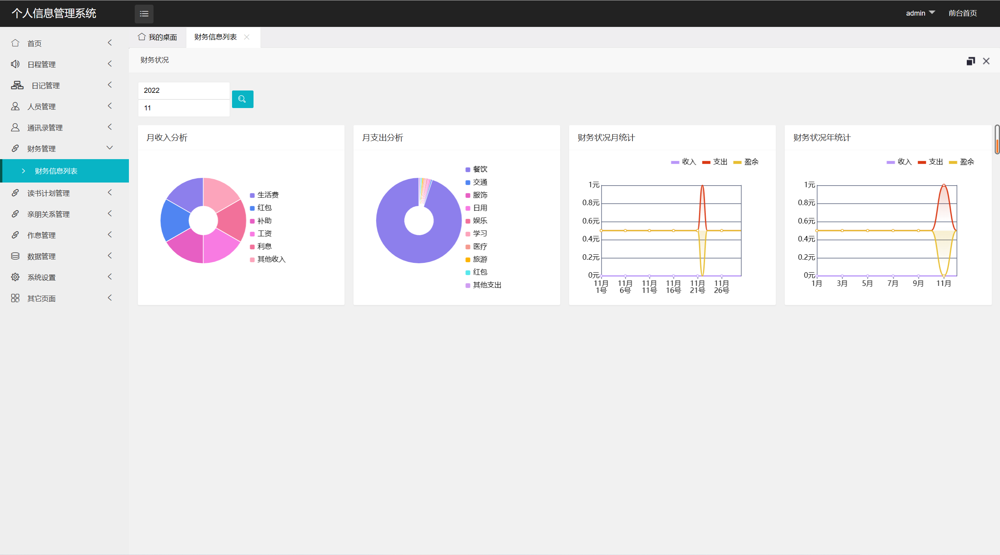 个人信息管理系统
admin
前台首页
首页
日程管理
日记管理
人员管理
通讯录管理
财务管理
财务信息列表
读书计划管理
亲朋关系管理
作息管理
数据管理
系统设置
其它页面
我的桌面
财务信息列表
财务状况
2022
11
月收入分析
生活费
红包
补助
工资
利息
其他收入
月支出分析
餐饮
交通
服饰
日用
娱乐
学习
医疗
旅游
红包
其他支出
财务状况月统计
收入 支出 盈余
1元
0.8元
0.6元
0.4元
0.2元
0元
11月 11月 11月 11月 11月 11月
1号 6号 11号 16号 21号 26号
财务状况年统计
收入 支出 盈余
1元
0.8元
0.6元
0.4元
0.2元
0元
1月 3月 5月 7月 9月 11月